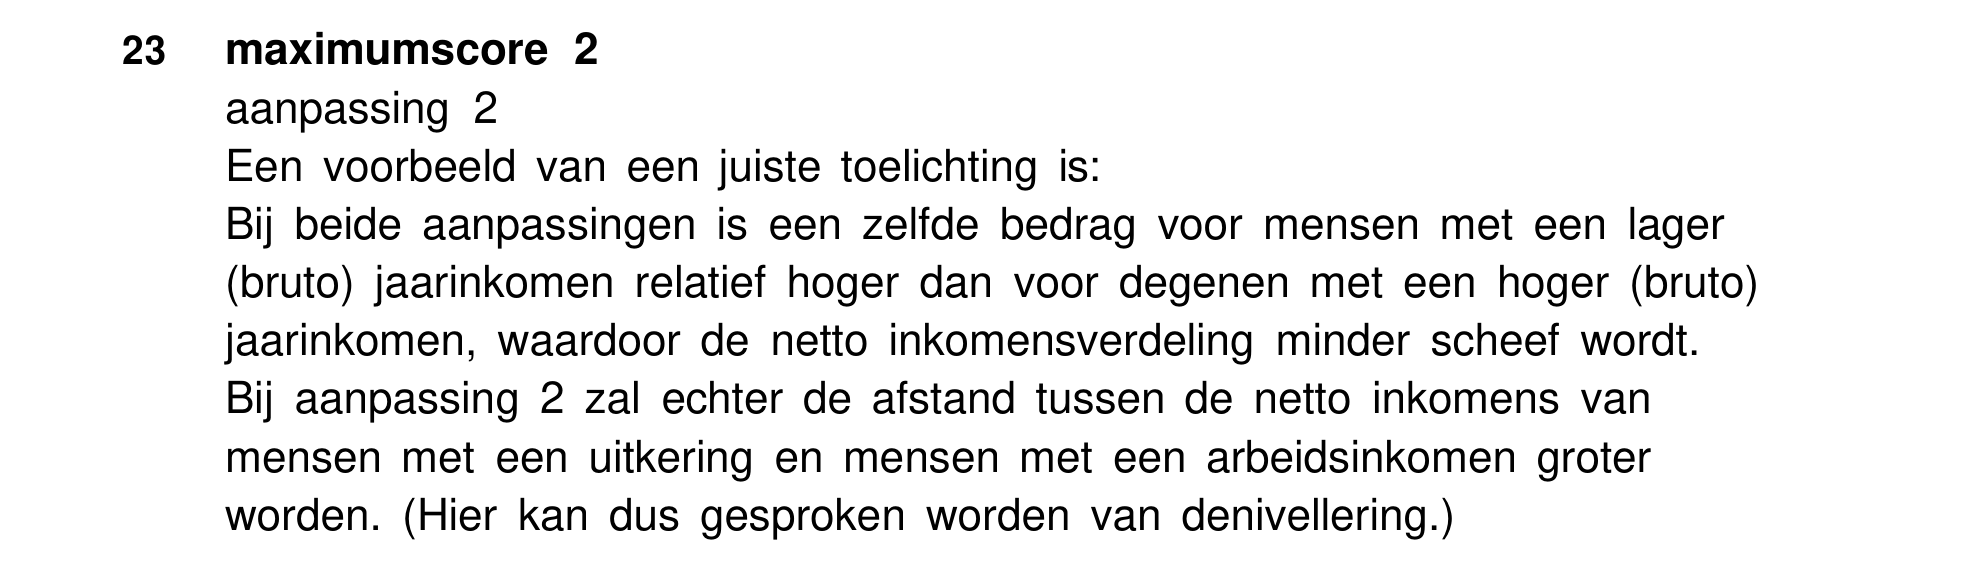 23 maximumscore 2
aanpassing 2
Een voorbeeld van een juiste toelichting is:
Bij beide aanpassingen is een zelfde bedrag voor mensen met een lager
(bruto) jaarinkomen relatief hoger dan voor degenen met een hoger (bruto)
jaarinkomen, waardoor de netto inkomensverdeling minder scheef wordt.
Bij aanpassing 2 zal echter de afstand tussen de netto inkomens van
mensen met een uitkering en mensen met een arbeidsinkomen groter
worden. (Hier kan dus gesproken worden van denivellering.)